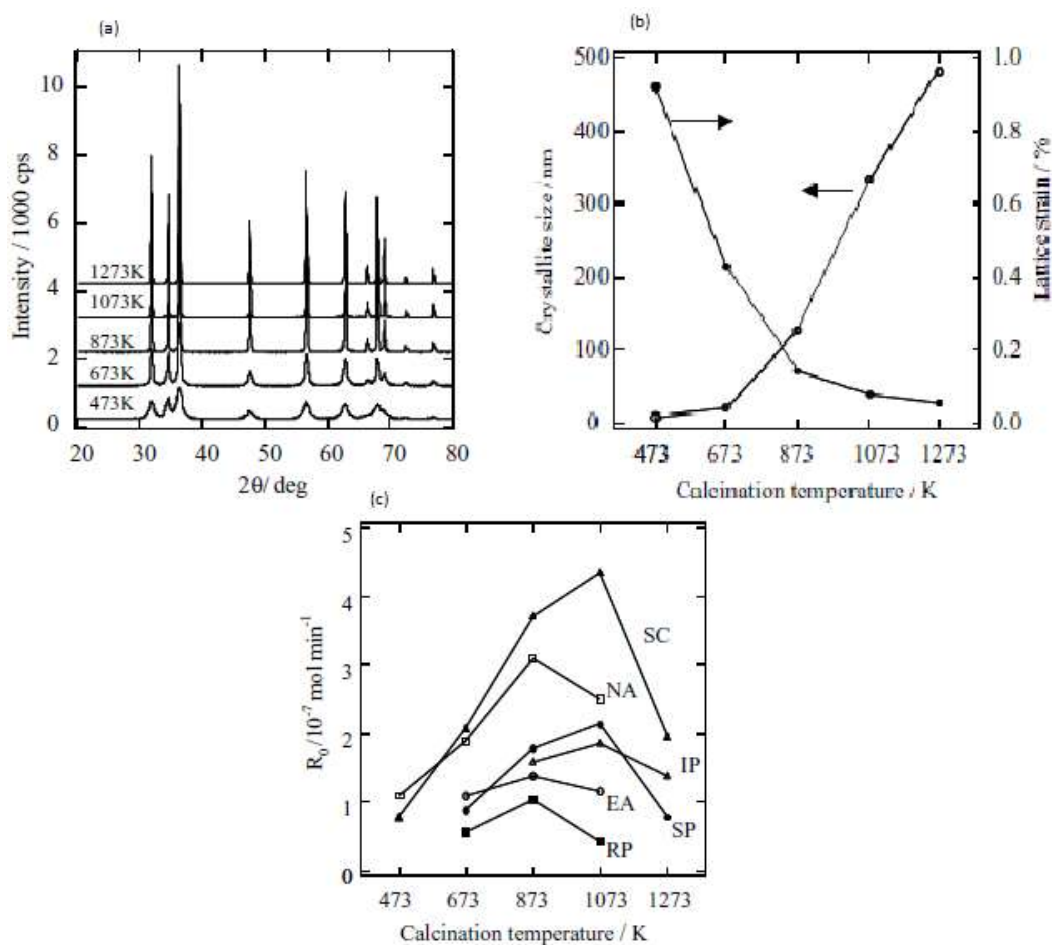 (a)
Intensity / 1000 cps
10
8
6
4
2
0
1273K
1073K
873K
673K
473K
20 30 40 50 60 70 80
2θ/ deg
(b)
Crystallite size / nm
500
400
300
200
100
0
1.0
0.8
0.6
0.4
0.2
0.0
Lattice strain / %
473 673 873 1073 1273
Calcination temperature / K
(c)
R₀/10⁻⁷ mol min⁻¹
5
4
3
2
1
0
SC
NA
IP
EA
SP
RP
473 673 873 1073 1273
Calcination temperature / K